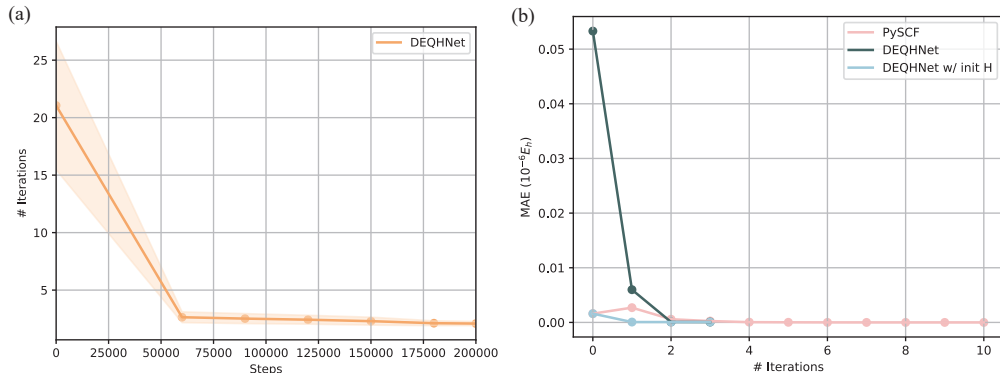 (a)
DEQHNet
25
20
15
10
5
# Iterations
0 25000 50000 75000 100000 125000 150000 175000 200000
Steps
(b)
PySCF
DEQHNet
DEQHNet w/ init H
0.05
0.04
0.03
0.02
0.01
0.00
MAE (10⁻⁶Eₕ)
0 2 4 6 8 10
# Iterations